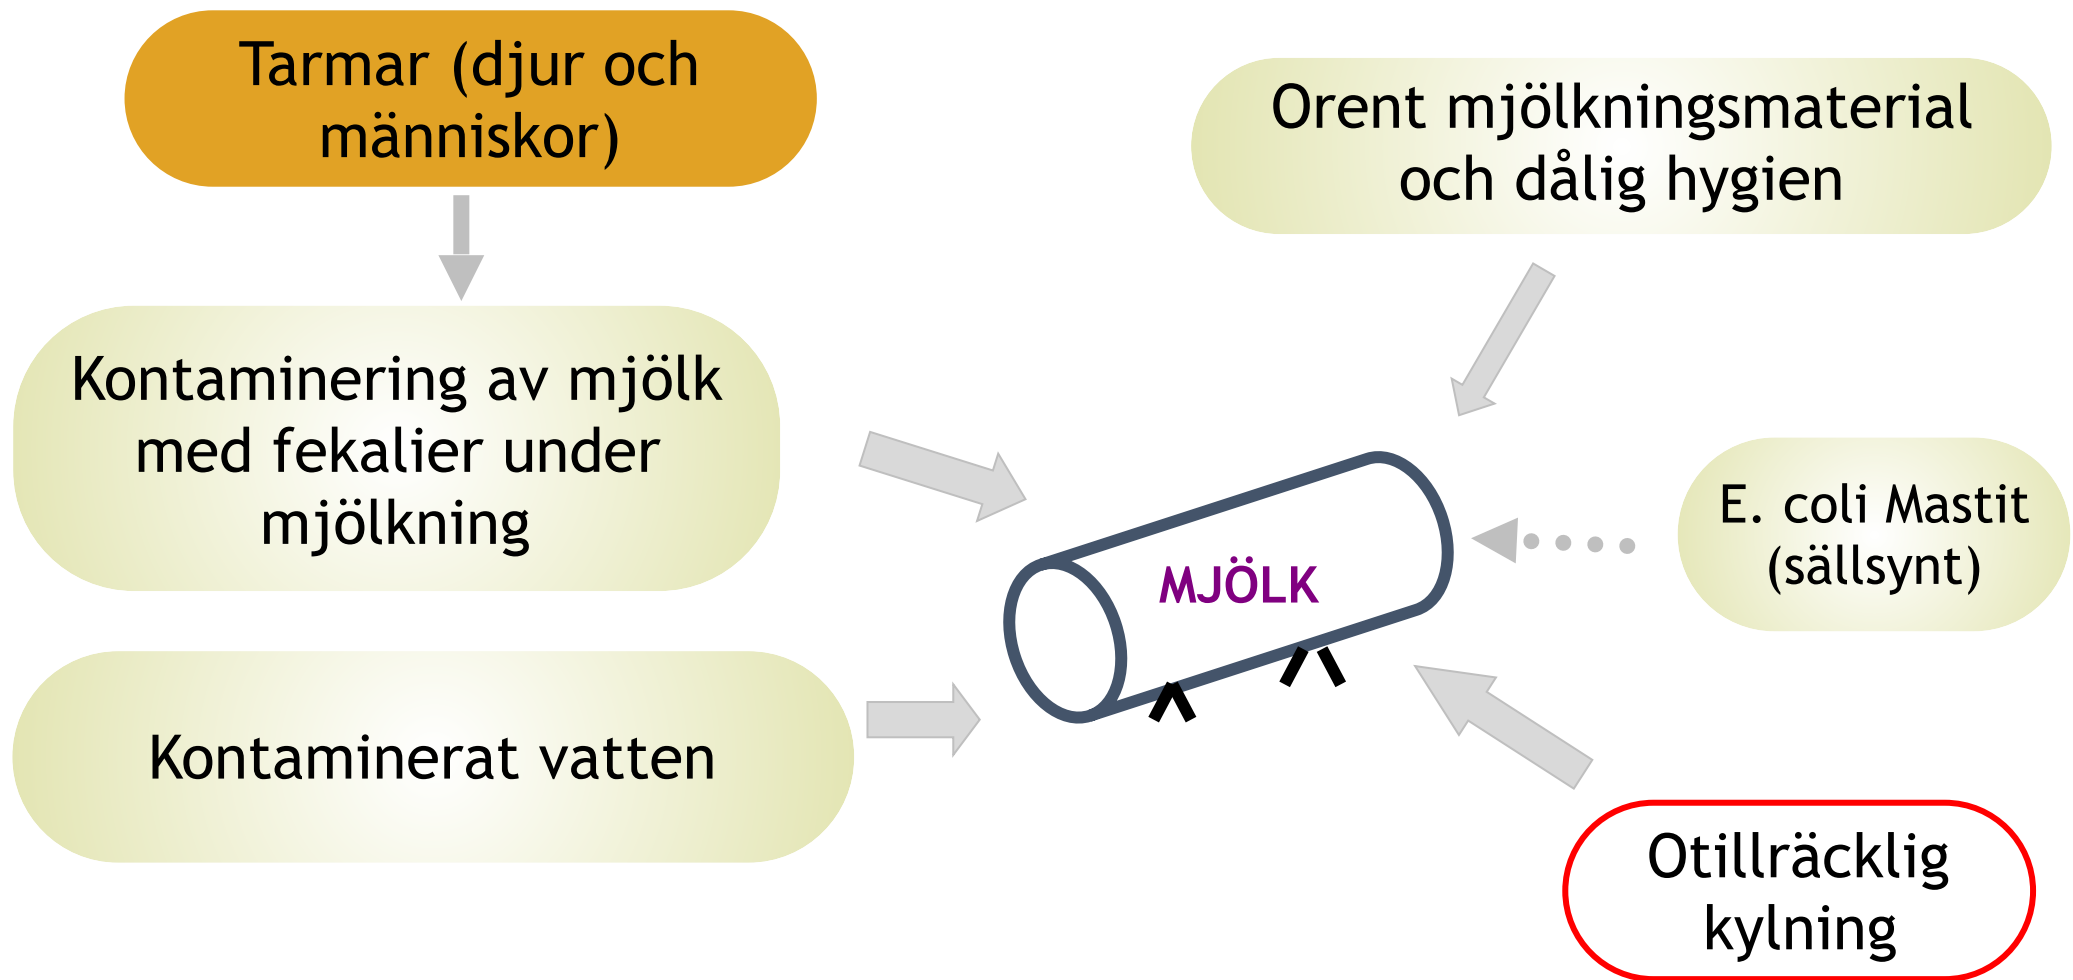 Tarmar (djur och
människor)
Orent mjölkningsmaterial
och dålig hygien
Kontaminering av mjölk
med fekalier under
mjölkning
E. coli Mastit
(sällsynt)
MJÖLK
Kontaminerat vatten
Otillräcklig
kylning